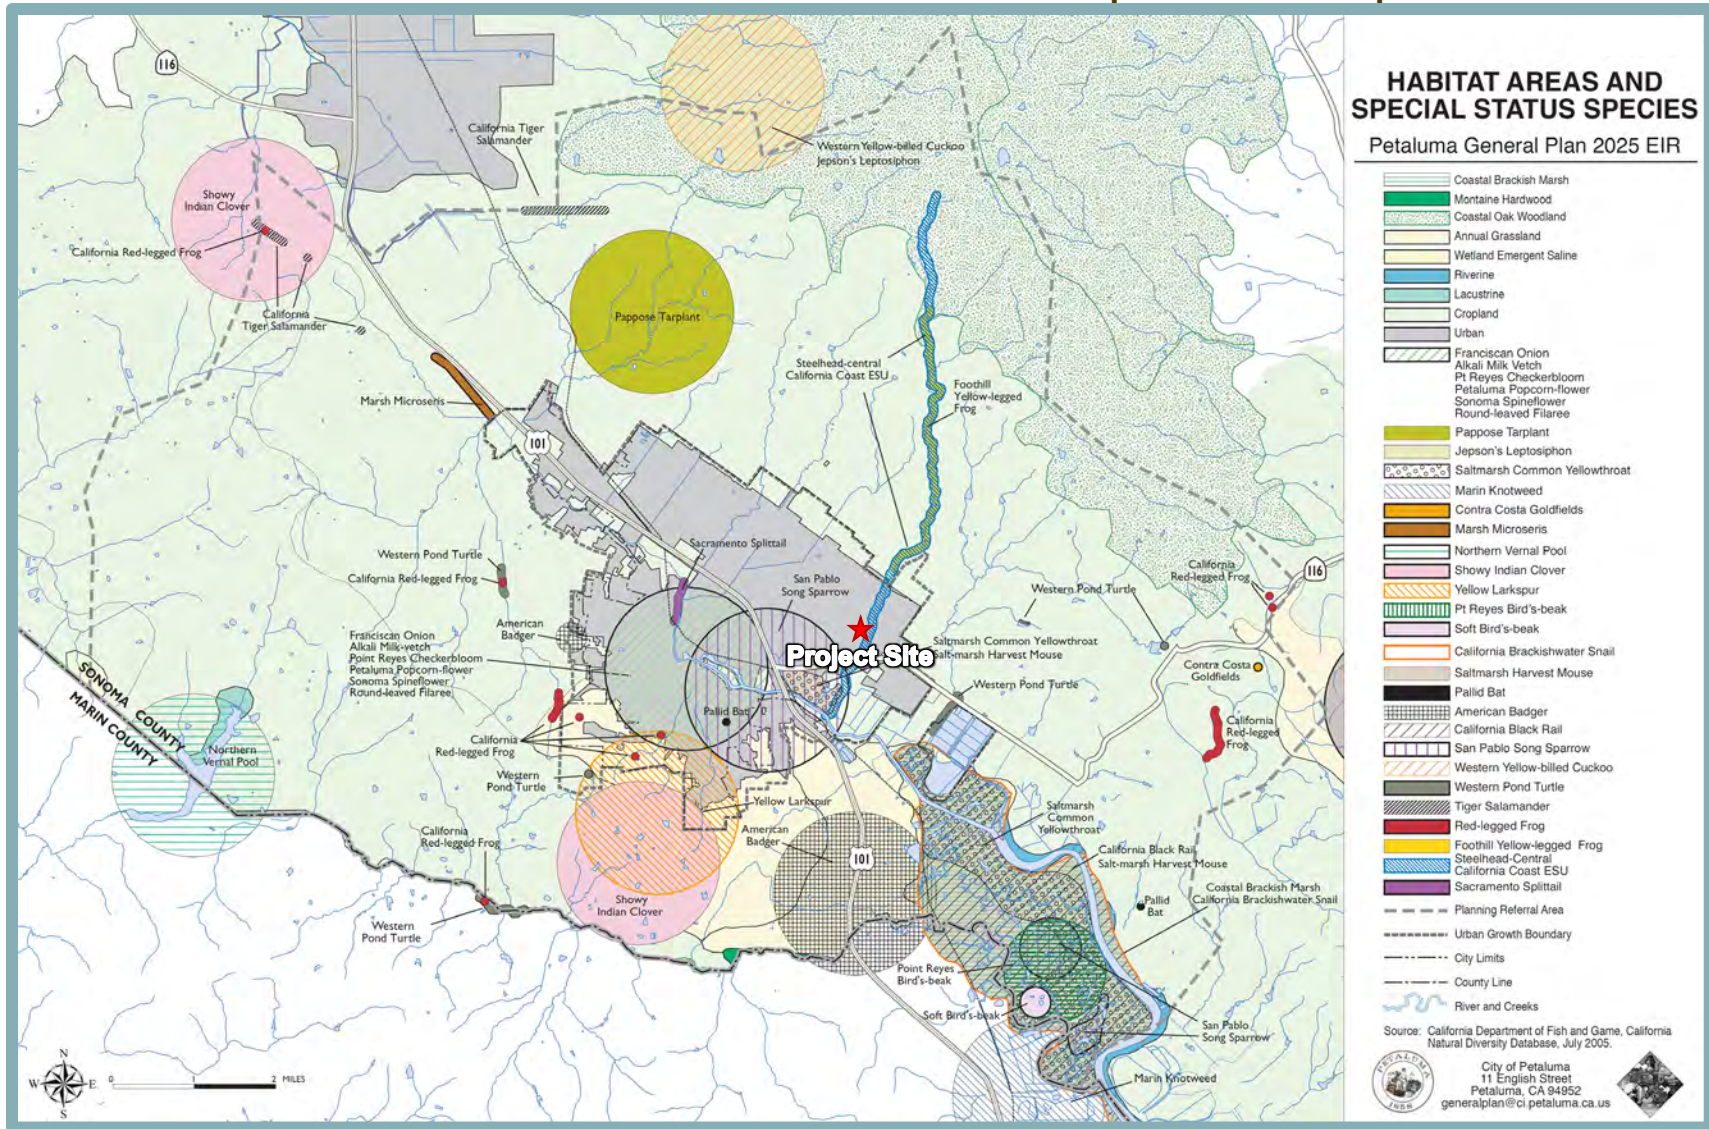 116
California Tiger
Salamander
Western Yellow-billed Cuckoo
Jepson's Leptosiphon
Showy
Indian Clover
California Red-legged Frog
California
Tiger Salamander
Pappose Tarplant
Marsh Microseris
101
Steelhead-central
California Coast ESU
Foothill
Yellow-legged
Frog
Sacramento Splittail
Western Pond Turtle
California Red-legged Frog
San Pablo
Song Sparrow
Western Pond Turtle
California
Red-legged Frog
116
American
Badger
Franciscan Onion
Alkali Milk-vetch
Point Reyes Checkerbloom
Petaluma Popcorn-flower
Sonoma Spineflower
Round-leaved Filaree
Project Site
Saltmarsh Common Yellowthroat
Salt-marsh Harvest Mouse
Western Pond Turtle
Contra Costa
Goldfields
SONOMA COUNTY
MARIN COUNTY
Northern
Vernal Pool
Pallid Bat
California
Red-legged Frog
Western
Pond Turtle
California
Red-legged
Frog
Yellow Larkspur
American
Badger
101
Saltmarsh
Common
Yellowthroat
California Black Rail
Salt-marsh Harvest Mouse
California
Red-legged Frog
Western
Pond Turtle
Showy
Indian Clover
Pallid
Bat
Coastal Brackish Marsh
California Brackishwater Snail
Point Reyes
Bird's-beak
Soft Bird's-beak
San Pablo
Song Sparrow
Marin Knotweed
N
W
E
S
0 1 2 MILES
HABITAT AREAS AND
SPECIAL STATUS SPECIES
Petaluma General Plan 2025 EIR
Coastal Brackish Marsh
Montaine Hardwood
Coastal Oak Woodland
Annual Grassland
Wetland Emergent Saline
Riverine
Lacustrine
Cropland
Urban
Franciscan Onion
Alkali Milk Vetch
Pt Reyes Checkerbloom
Petaluma Popcorn-flower
Sonoma Spineflower
Round-leaved Filaree
Pappose Tarplant
Jepson's Leptosiphon
Saltmarsh Common Yellowthroat
Marin Knotweed
Contra Costa Goldfields
Marsh Microseris
Northern Vernal Pool
Showy Indian Clover
Yellow Larkspur
Pt Reyes Bird's-beak
Soft Bird's-beak
California Brackishwater Snail
Saltmarsh Harvest Mouse
Pallid Bat
American Badger
California Black Rail
San Pablo Song Sparrow
Western Yellow-billed Cuckoo
Western Pond Turtle
Tiger Salamander
Red-legged Frog
Foothill Yellow-legged Frog
Steelhead-Central
California Coast ESU
Sacramento Splittail
Planning Referral Area
Urban Growth Boundary
City Limits
County Line
River and Creeks
Source: California Department of Fish and Game, California
Natural Diversity Database, July 2005.
PETALUMA
1858
City of Petaluma
11 English Street
Petaluma, CA 94952
generalplan@ci.petaluma.ca.us